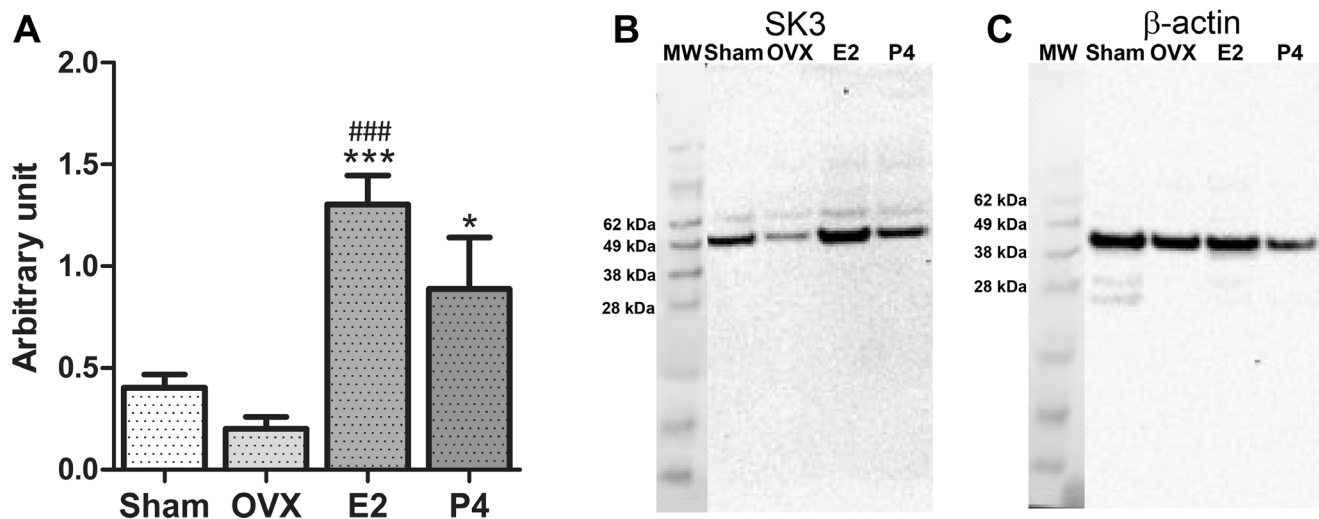 A
Arbitrary unit
2.0
1.5
1.0
0.5
0.0
###
***
*
Sham OVX E2 P4
B
SK3
MW Sham OVX E2 P4
62 kDa
49 kDa
38 kDa
28 kDa
C
β-actin
MW Sham OVX E2 P4
62 kDa
49 kDa
38 kDa
28 kDa